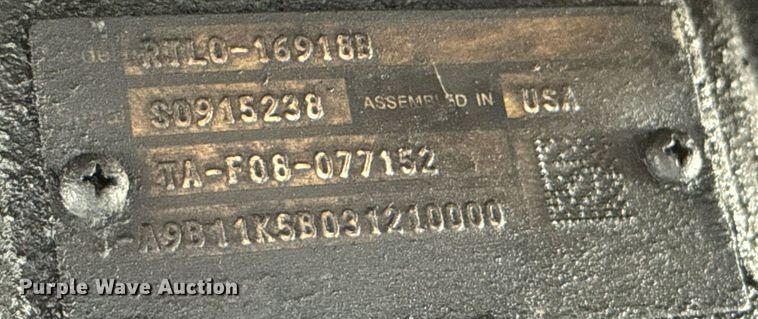 RTLO-16918B
S0915238 ASSEMBLED IN USA
TA-F08-077152
-A9B11K5B031210000
Purple Wave Auction